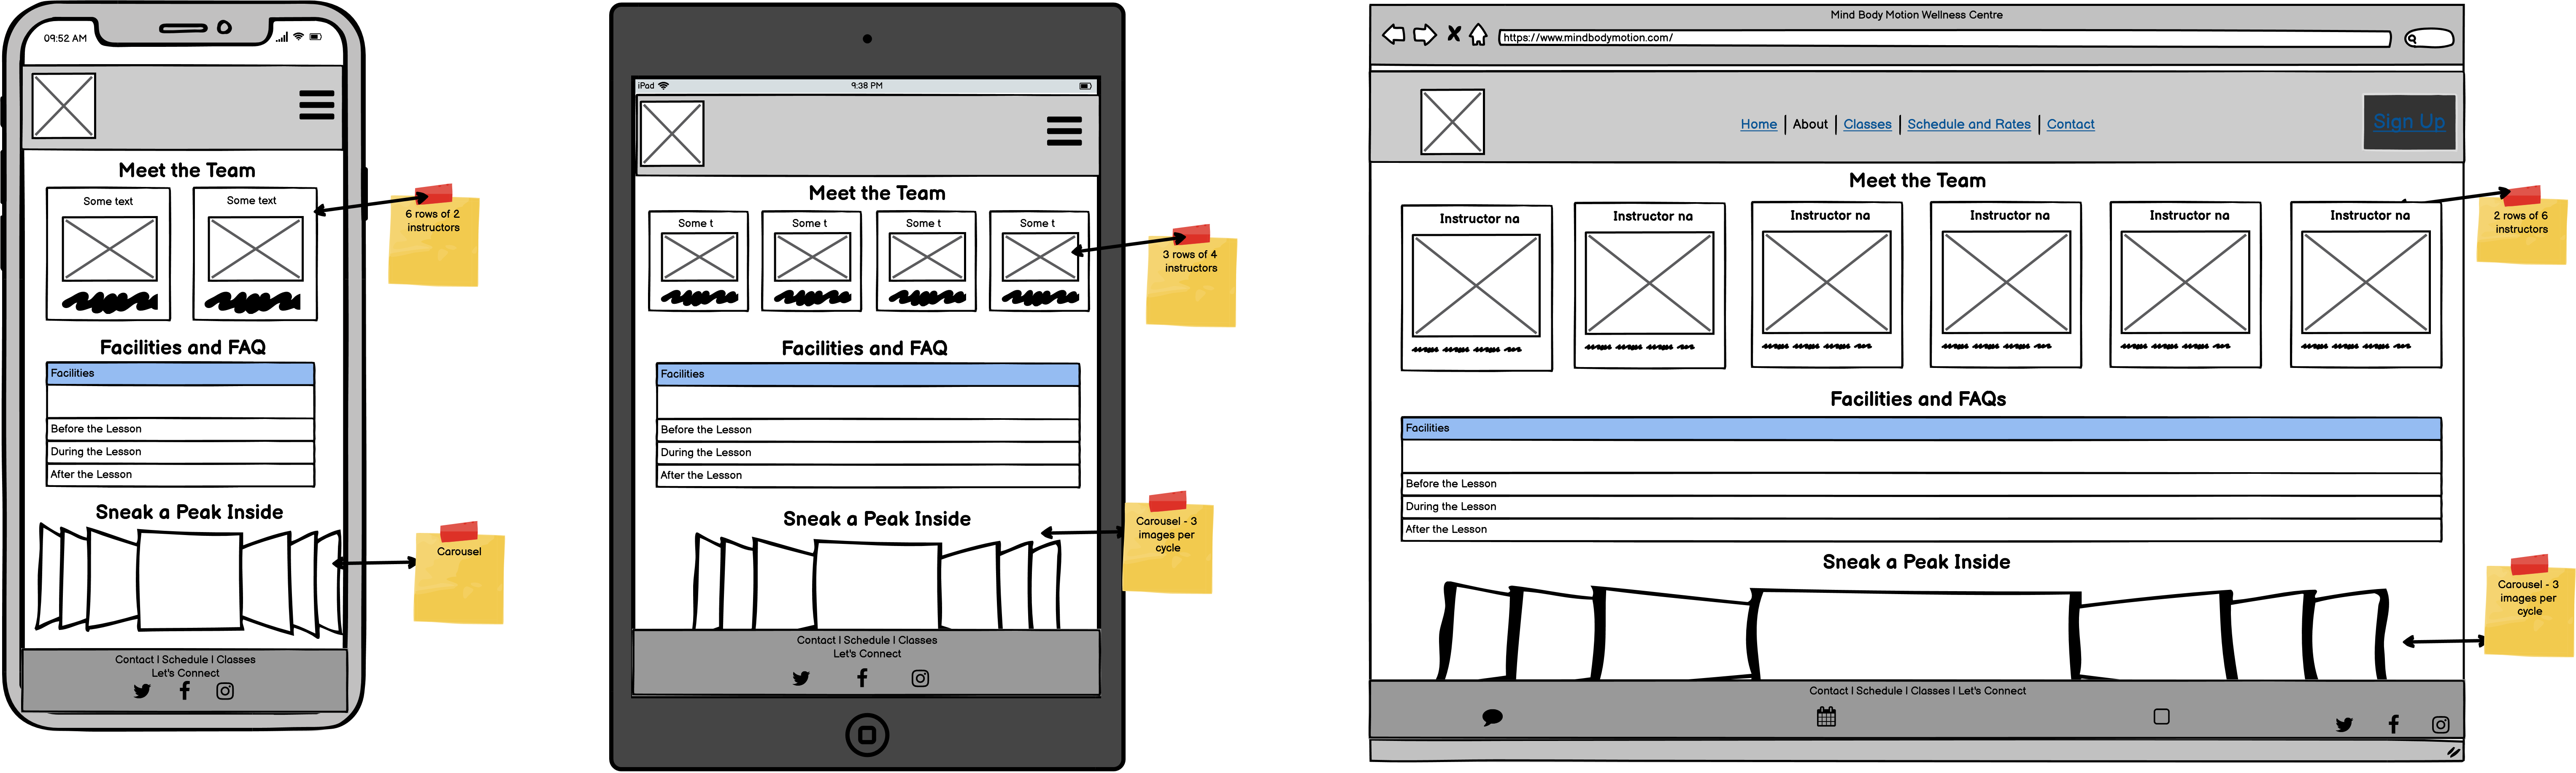 09:52 AM
Meet the Team
Some text
Some text
6 rows of 2
instructors
Facilities and FAQ
Facilities
Before the Lesson
During the Lesson
After the Lesson
Sneak a Peak Inside
Carousel
Contact | Schedule | Classes
Let's Connect
iPad
9:38 PM
Meet the Team
Some t
Some t
Some t
Some t
3 rows of 4
instructors
Facilities and FAQ
Facilities
Before the Lesson
During the Lesson
After the Lesson
Sneak a Peak Inside
Carousel - 3
images per
cycle
Contact | Schedule | Classes
Let's Connect
Mind Body Motion Wellness Centre
https://www.mindbodymotion.com/
Home | About | Classes | Schedule and Rates | Contact
Sign Up
Meet the Team
Instructor na
Instructor na
Instructor na
Instructor na
Instructor na
Instructor na
2 rows of 6
instructors
Facilities and FAQs
Facilities
Before the Lesson
During the Lesson
After the Lesson
Sneak a Peak Inside
Carousel - 3
images per
cycle
Contact | Schedule | Classes | Let's Connect